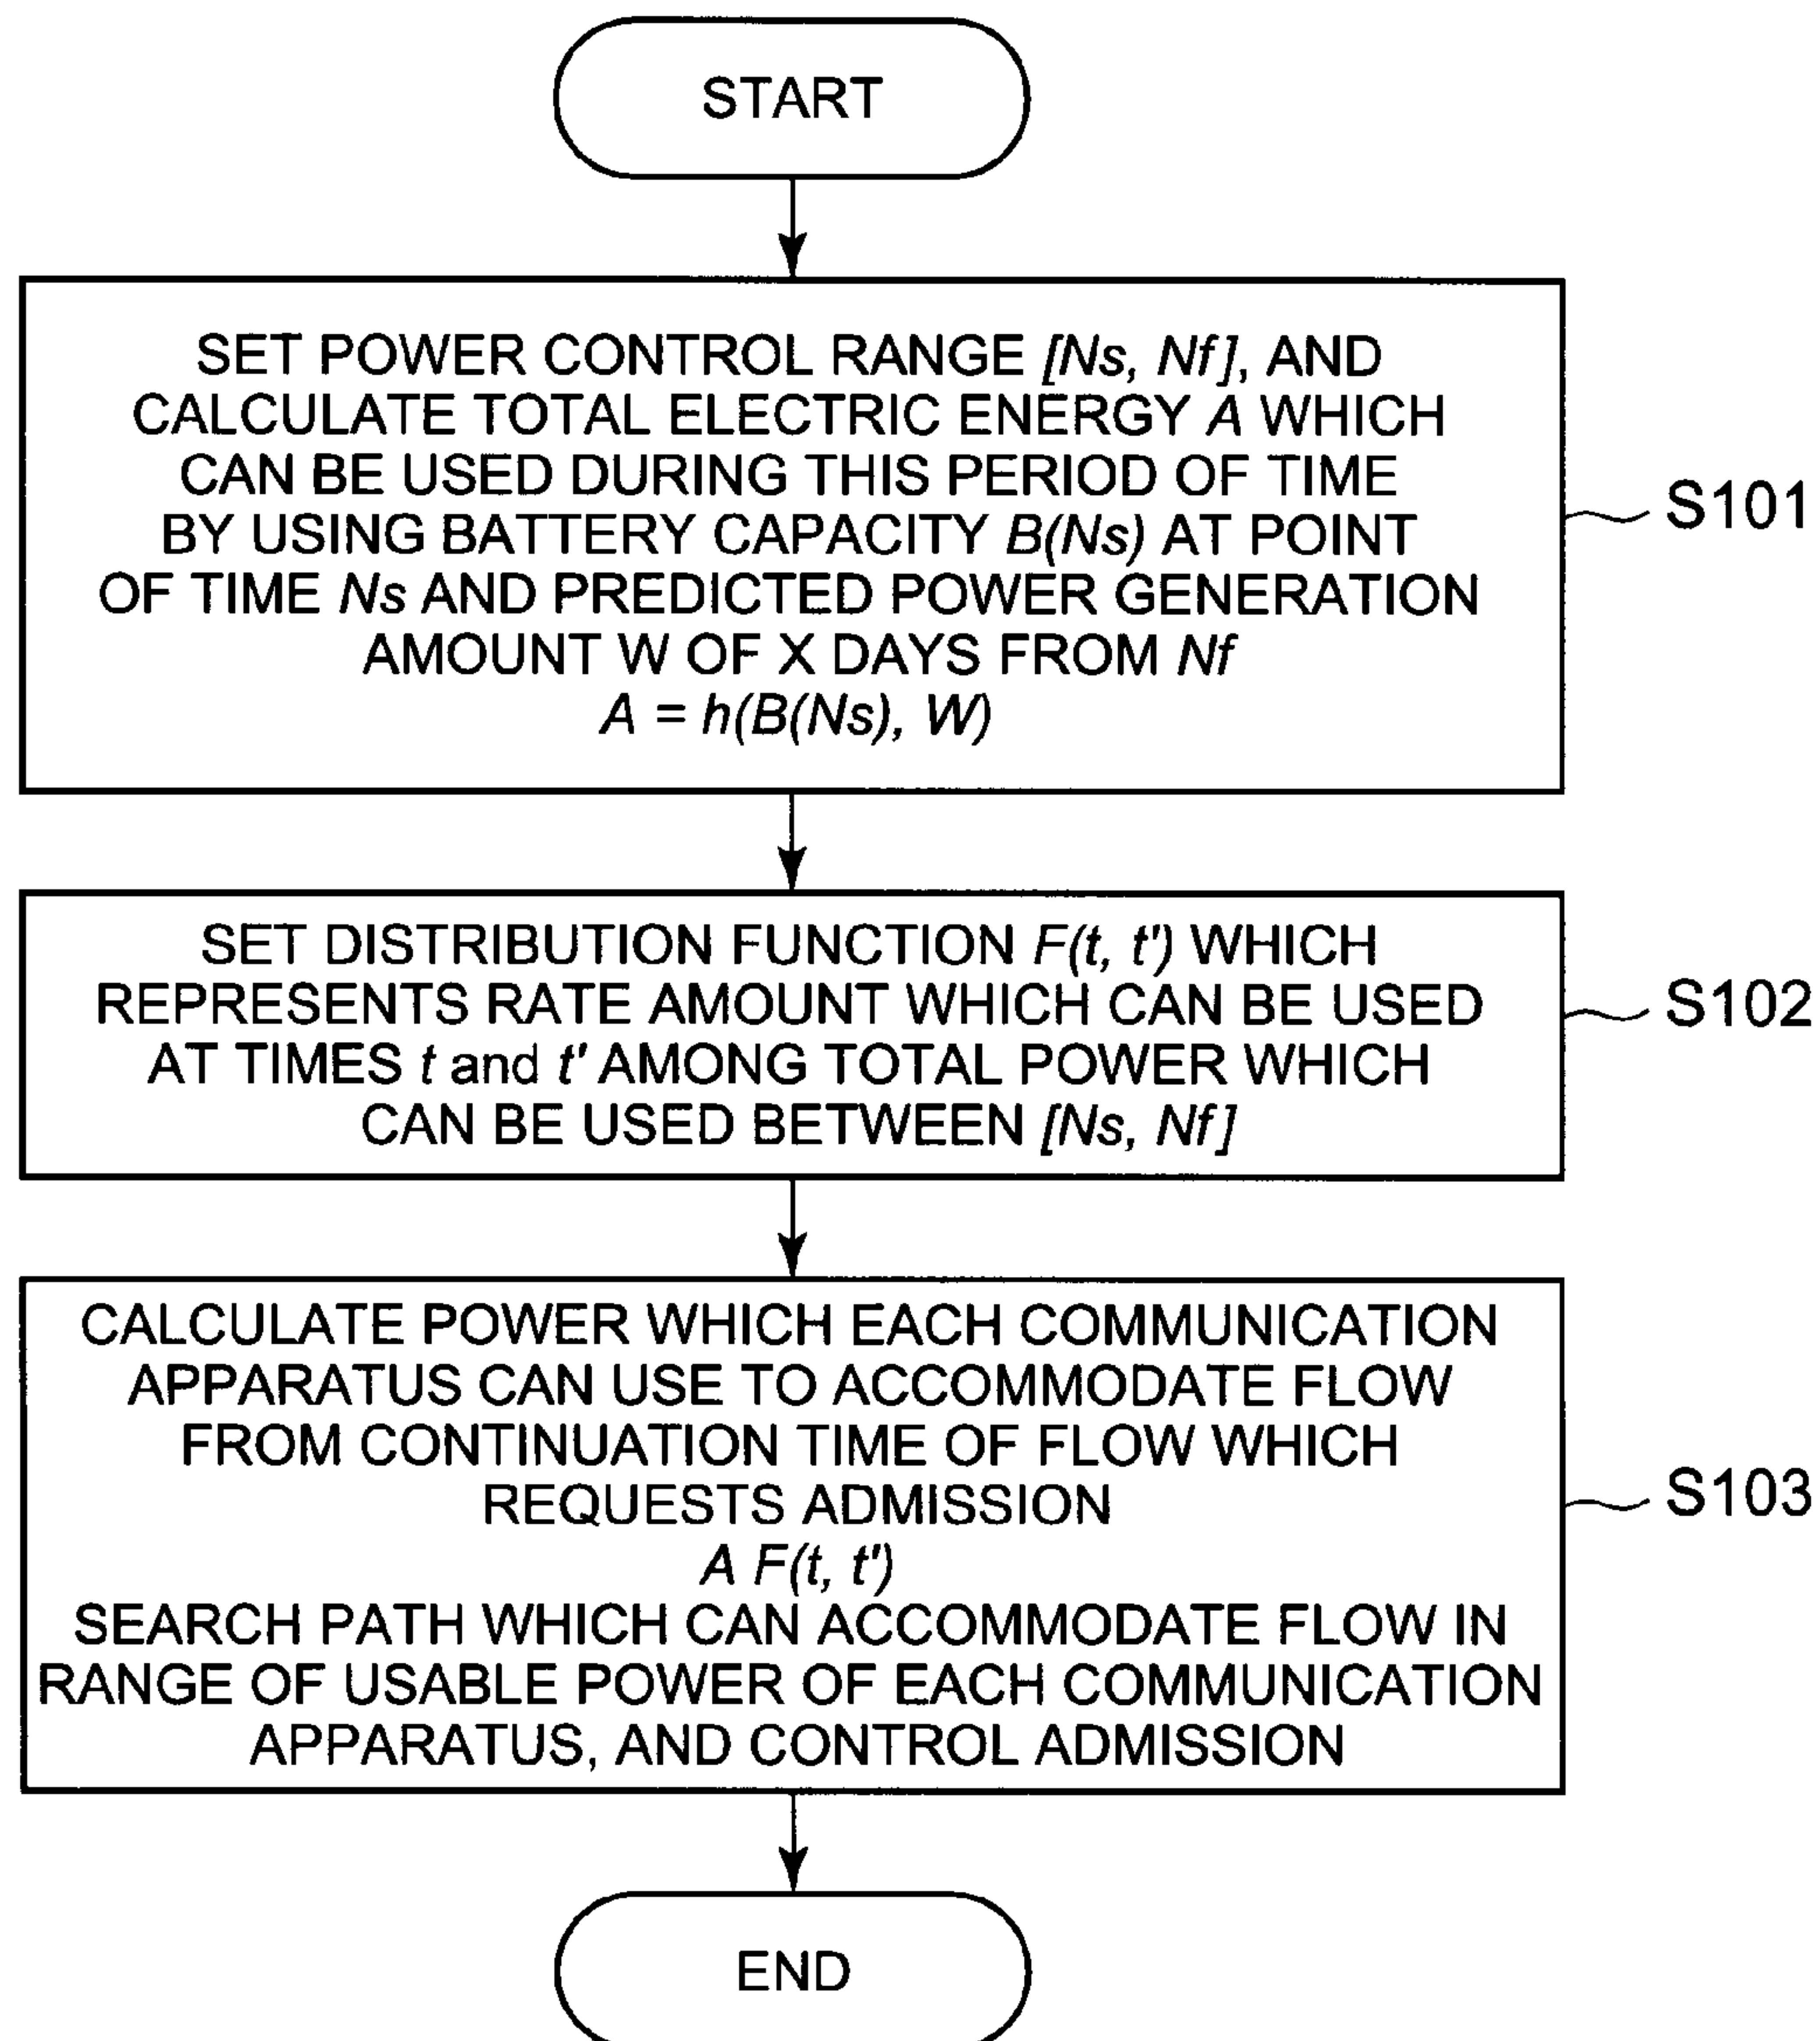 START
SET POWER CONTROL RANGE [Ns, Nf], AND
CALCULATE TOTAL ELECTRIC ENERGY A WHICH
CAN BE USED DURING THIS PERIOD OF TIME
BY USING BATTERY CAPACITY B(Ns) AT POINT
OF TIME Ns AND PREDICTED POWER GENERATION
AMOUNT W OF X DAYS FROM Nf
A = h(B(Ns), W)
S101
SET DISTRIBUTION FUNCTION F(t, t') WHICH
REPRESENTS RATE AMOUNT WHICH CAN BE USED
AT TIMES t and t' AMONG TOTAL POWER WHICH
CAN BE USED BETWEEN [Ns, Nf]
S102
CALCULATE POWER WHICH EACH COMMUNICATION
APPARATUS CAN USE TO ACCOMMODATE FLOW
FROM CONTINUATION TIME OF FLOW WHICH
REQUESTS ADMISSION
A F(t, t')
SEARCH PATH WHICH CAN ACCOMMODATE FLOW IN
RANGE OF USABLE POWER OF EACH COMMUNICATION
APPARATUS, AND CONTROL ADMISSION
S103
END